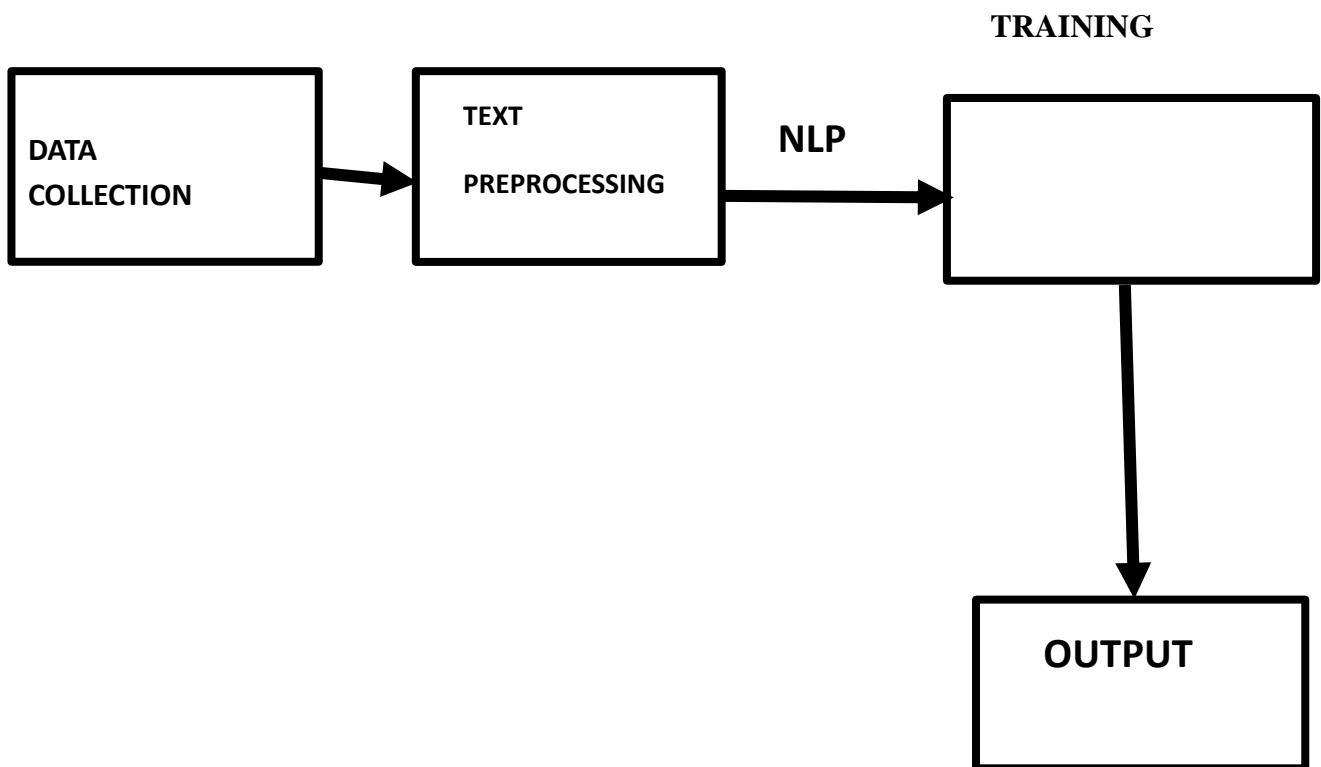 TRAINING
DATA
COLLECTION
TEXT
PREPROCESSING
NLP
OUTPUT